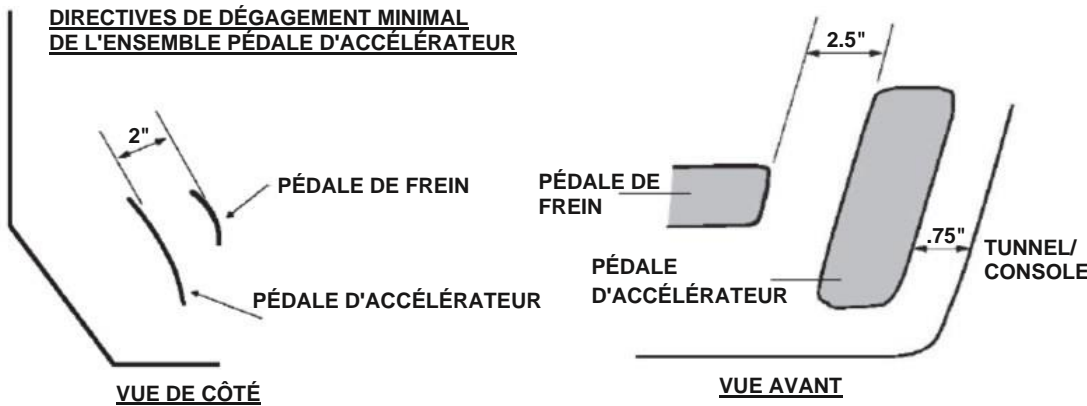 DIRECTIVES DE DÉGAGEMENT MINIMAL
DE L'ENSEMBLE PÉDALE D'ACCÉLÉRATEUR
2"
PÉDALE DE FREIN
PÉDALE D'ACCÉLÉRATEUR
VUE DE CÔTÉ
2.5"
PÉDALE DE
FREIN
.75"
TUNNEL/
CONSOLE
PÉDALE
D'ACCÉLÉRATEUR
VUE AVANT